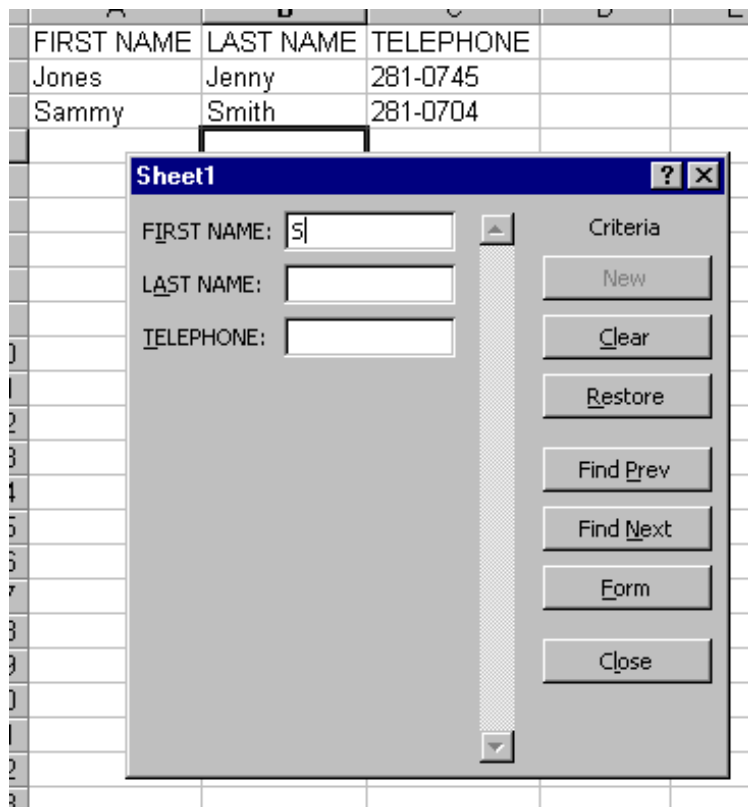 FIRST NAME LAST NAME TELEPHONE
Jones Jenny 281-0745
Sammy Smith 281-0704
Sheet1
FIRST NAME: S
Criteria
New
LAST NAME:
Clear
TELEPHONE:
Restore
Find Prev
Find Next
Form
Close